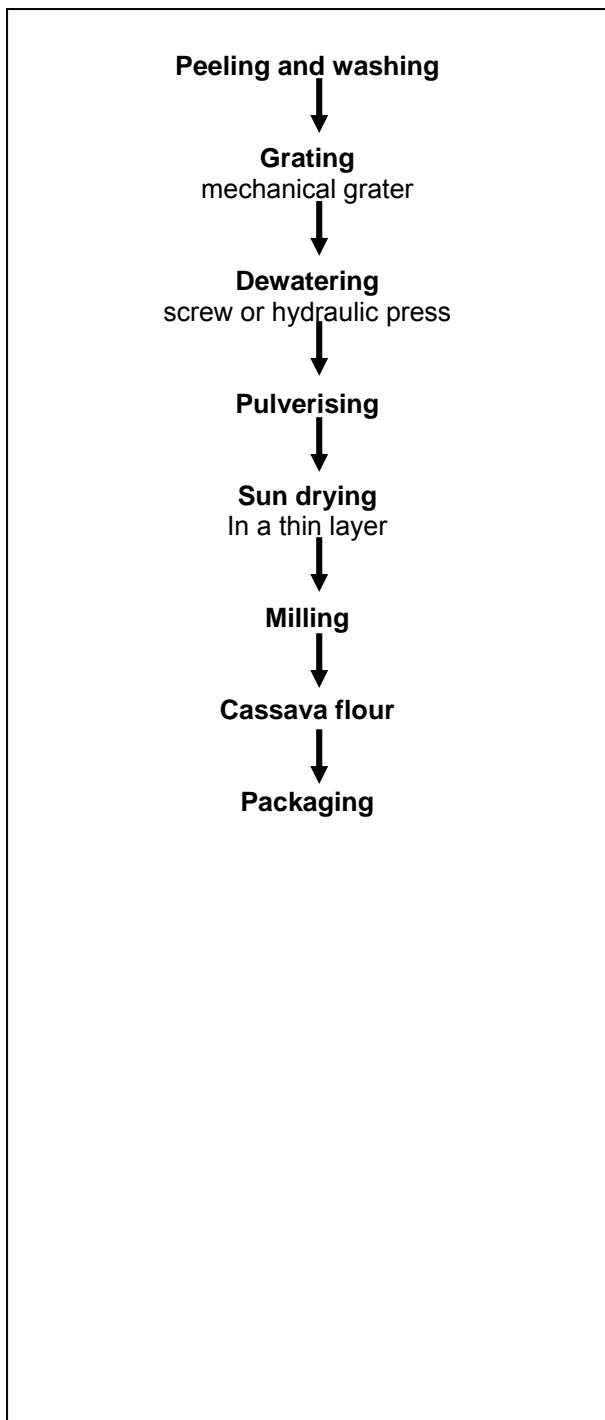 Peeling and washing
Grating
mechanical grater
Dewatering
screw or hydraulic press
Pulverising
Sun drying
In a thin layer
Milling
Cassava flour
Packaging